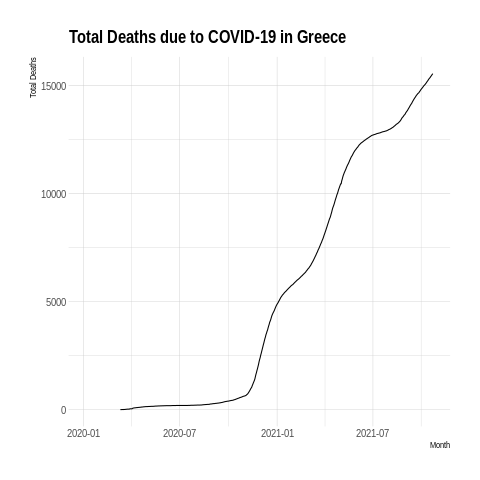 Total Deaths due to COVID-19 in Greece
Total Deaths
15000
10000
5000
0
2020-01 2020-07 2021-01 2021-07
Month